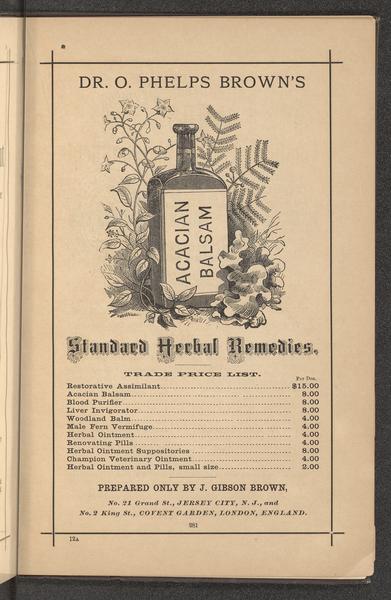 DR. O. PHELPS BROWN'S
ACACIAN
BALSAM
Standard Herbal Remedies.
TRADE PRICE LIST.
Per Doz.
Restorative Assimilant $15.00
Acacian Balsam 8.00
Blood Purifier 8.00
Liver Invigorator 8.00
Woodland Balm 4.00
Male Fern Vermifuge 4.00
Herbal Ointment 4.00
Renovating Pills 4.00
Herbal Ointment Suppositories 8.00
Champion Veterinary Ointment 4.00
Herbal Ointment and Pills, small size 2.00
PREPARED ONLY BY J. GIBSON BROWN,
No. 21 Grand St., JERSEY CITY, N. J., and
No. 2 King St., COVENT GARDEN, LONDON, ENGLAND.
281
12A